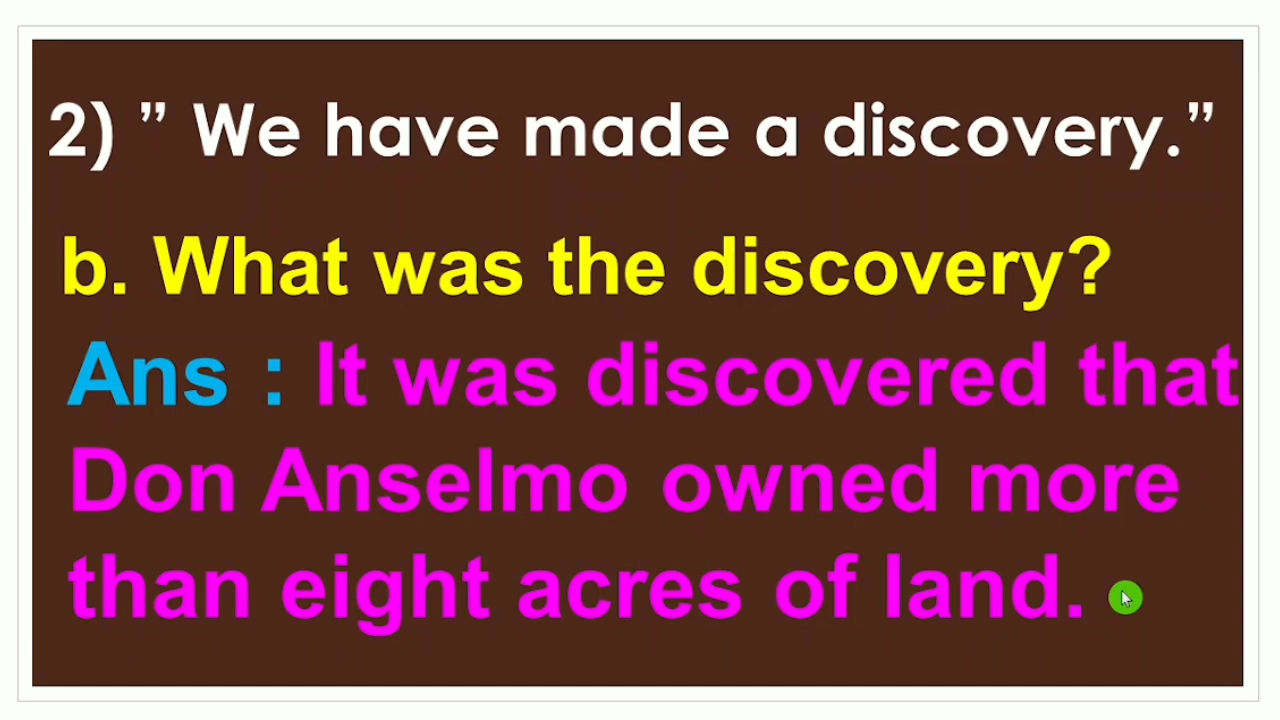 2) ” We have made a discovery.”
b. What was the discovery?
Ans : It was discovered that
Don Anselmo owned more
than eight acres of land.